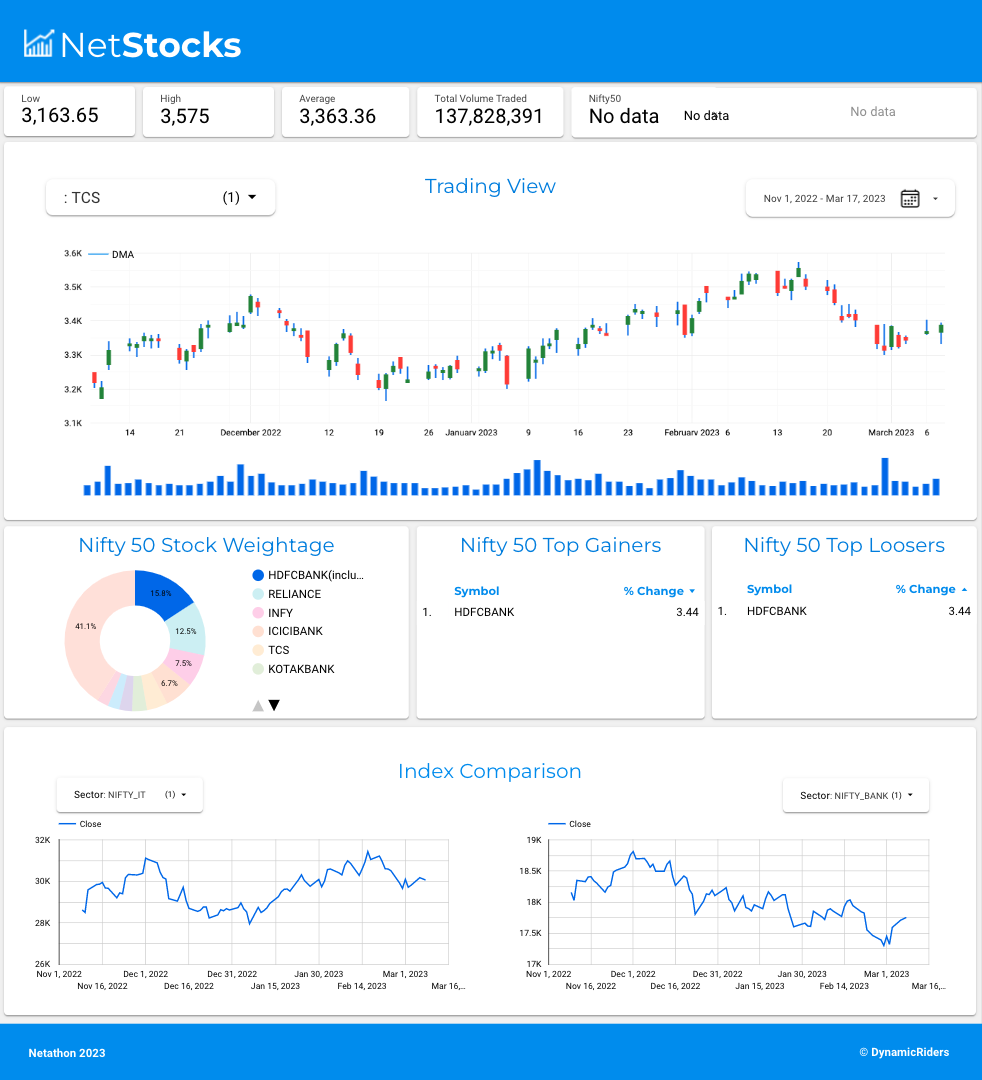 NetStocks
Low
3,163.65
High
3,575
Average
3,363.36
Total Volume Traded
137,828,391
Nifty50
No data
No data
No data
: TCS (1)
Trading View
Nov 1, 2022 - Mar 17, 2023
DMA
3.6K
3.5K
3.4K
3.3K
3.2K
3.1K
14 21 December 2022 12 19 26 January 2023 9 16 23 February 2023 6 13 20 March 2023 6
Nifty 50 Stock Weightage
15.8%
12.5%
7.5%
6.7%
41.1%
HDFCBANK(inclu...
RELIANCE
INFY
ICICIBANK
TCS
KOTAKBANK
Nifty 50 Top Gainers
Symbol % Change
1. HDFCBANK 3.44
Nifty 50 Top Loosers
Symbol % Change
1. HDFCBANK 3.44
Index Comparison
Sector: NIFTY_IT (1)
Close
32K
30K
28K
26K
Nov 1, 2022 Dec 1, 2022 Dec 31, 2022 Jan 30, 2023 Mar 1, 2023
Nov 16, 2022 Dec 16, 2022 Jan 15, 2023 Feb 14, 2023 Mar 16,...
Sector: NIFTY_BANK (1)
Close
19K
18.5K
18K
17.5K
17K
Nov 1, 2022 Dec 1, 2022 Dec 31, 2022 Jan 30, 2023 Mar 1, 2023
Nov 16, 2022 Dec 16, 2022 Jan 15, 2023 Feb 14, 2023 Mar 16,...
Netathon 2023
© DynamicRiders